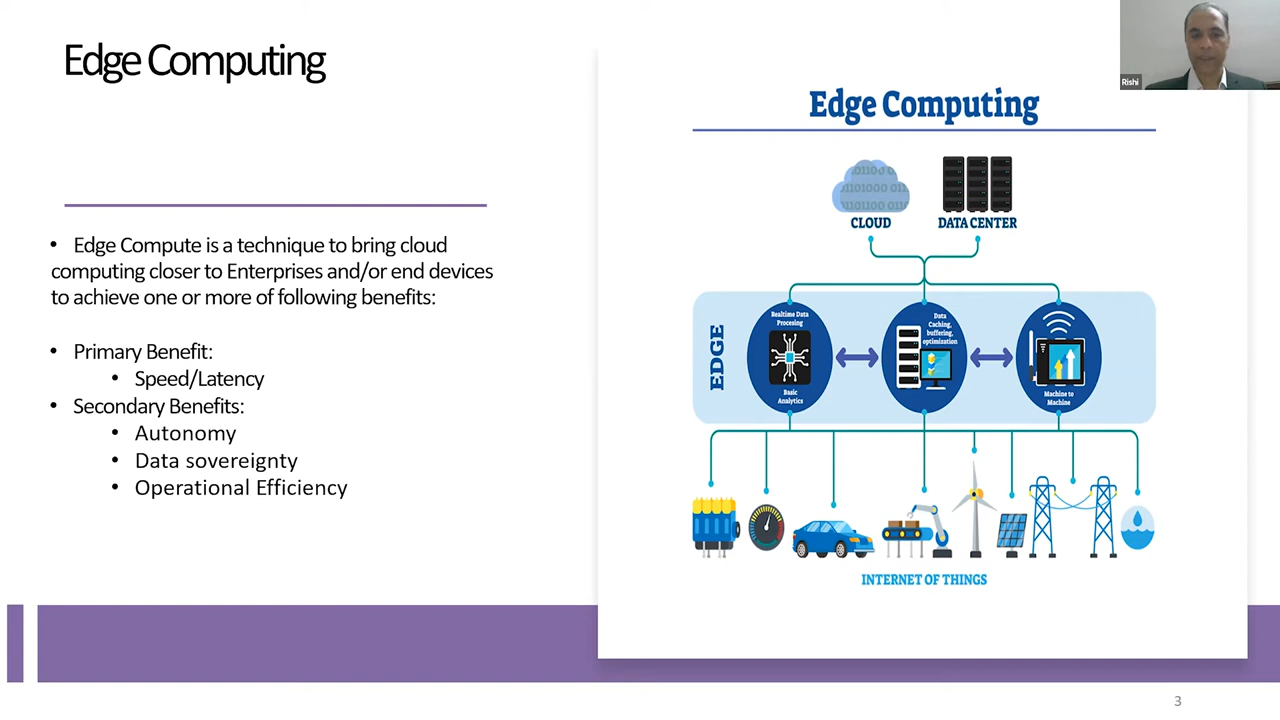 Edge Computing
• Edge Compute is a technique to bring cloud
computing closer to Enterprises and/or end devices
to achieve one or more of following benefits:
• Primary Benefit:
• Speed/Latency
• Secondary Benefits:
• Autonomy
• Data sovereignty
• Operational Efficiency
Rishi
Edge Computing
CLOUD
DATA CENTER
EDGE
Realtime Data
Procesing
Basic
Analytics
Data
Caching,
buffering,
optimization
Machine to
Machine
INTERNET OF THINGS
3